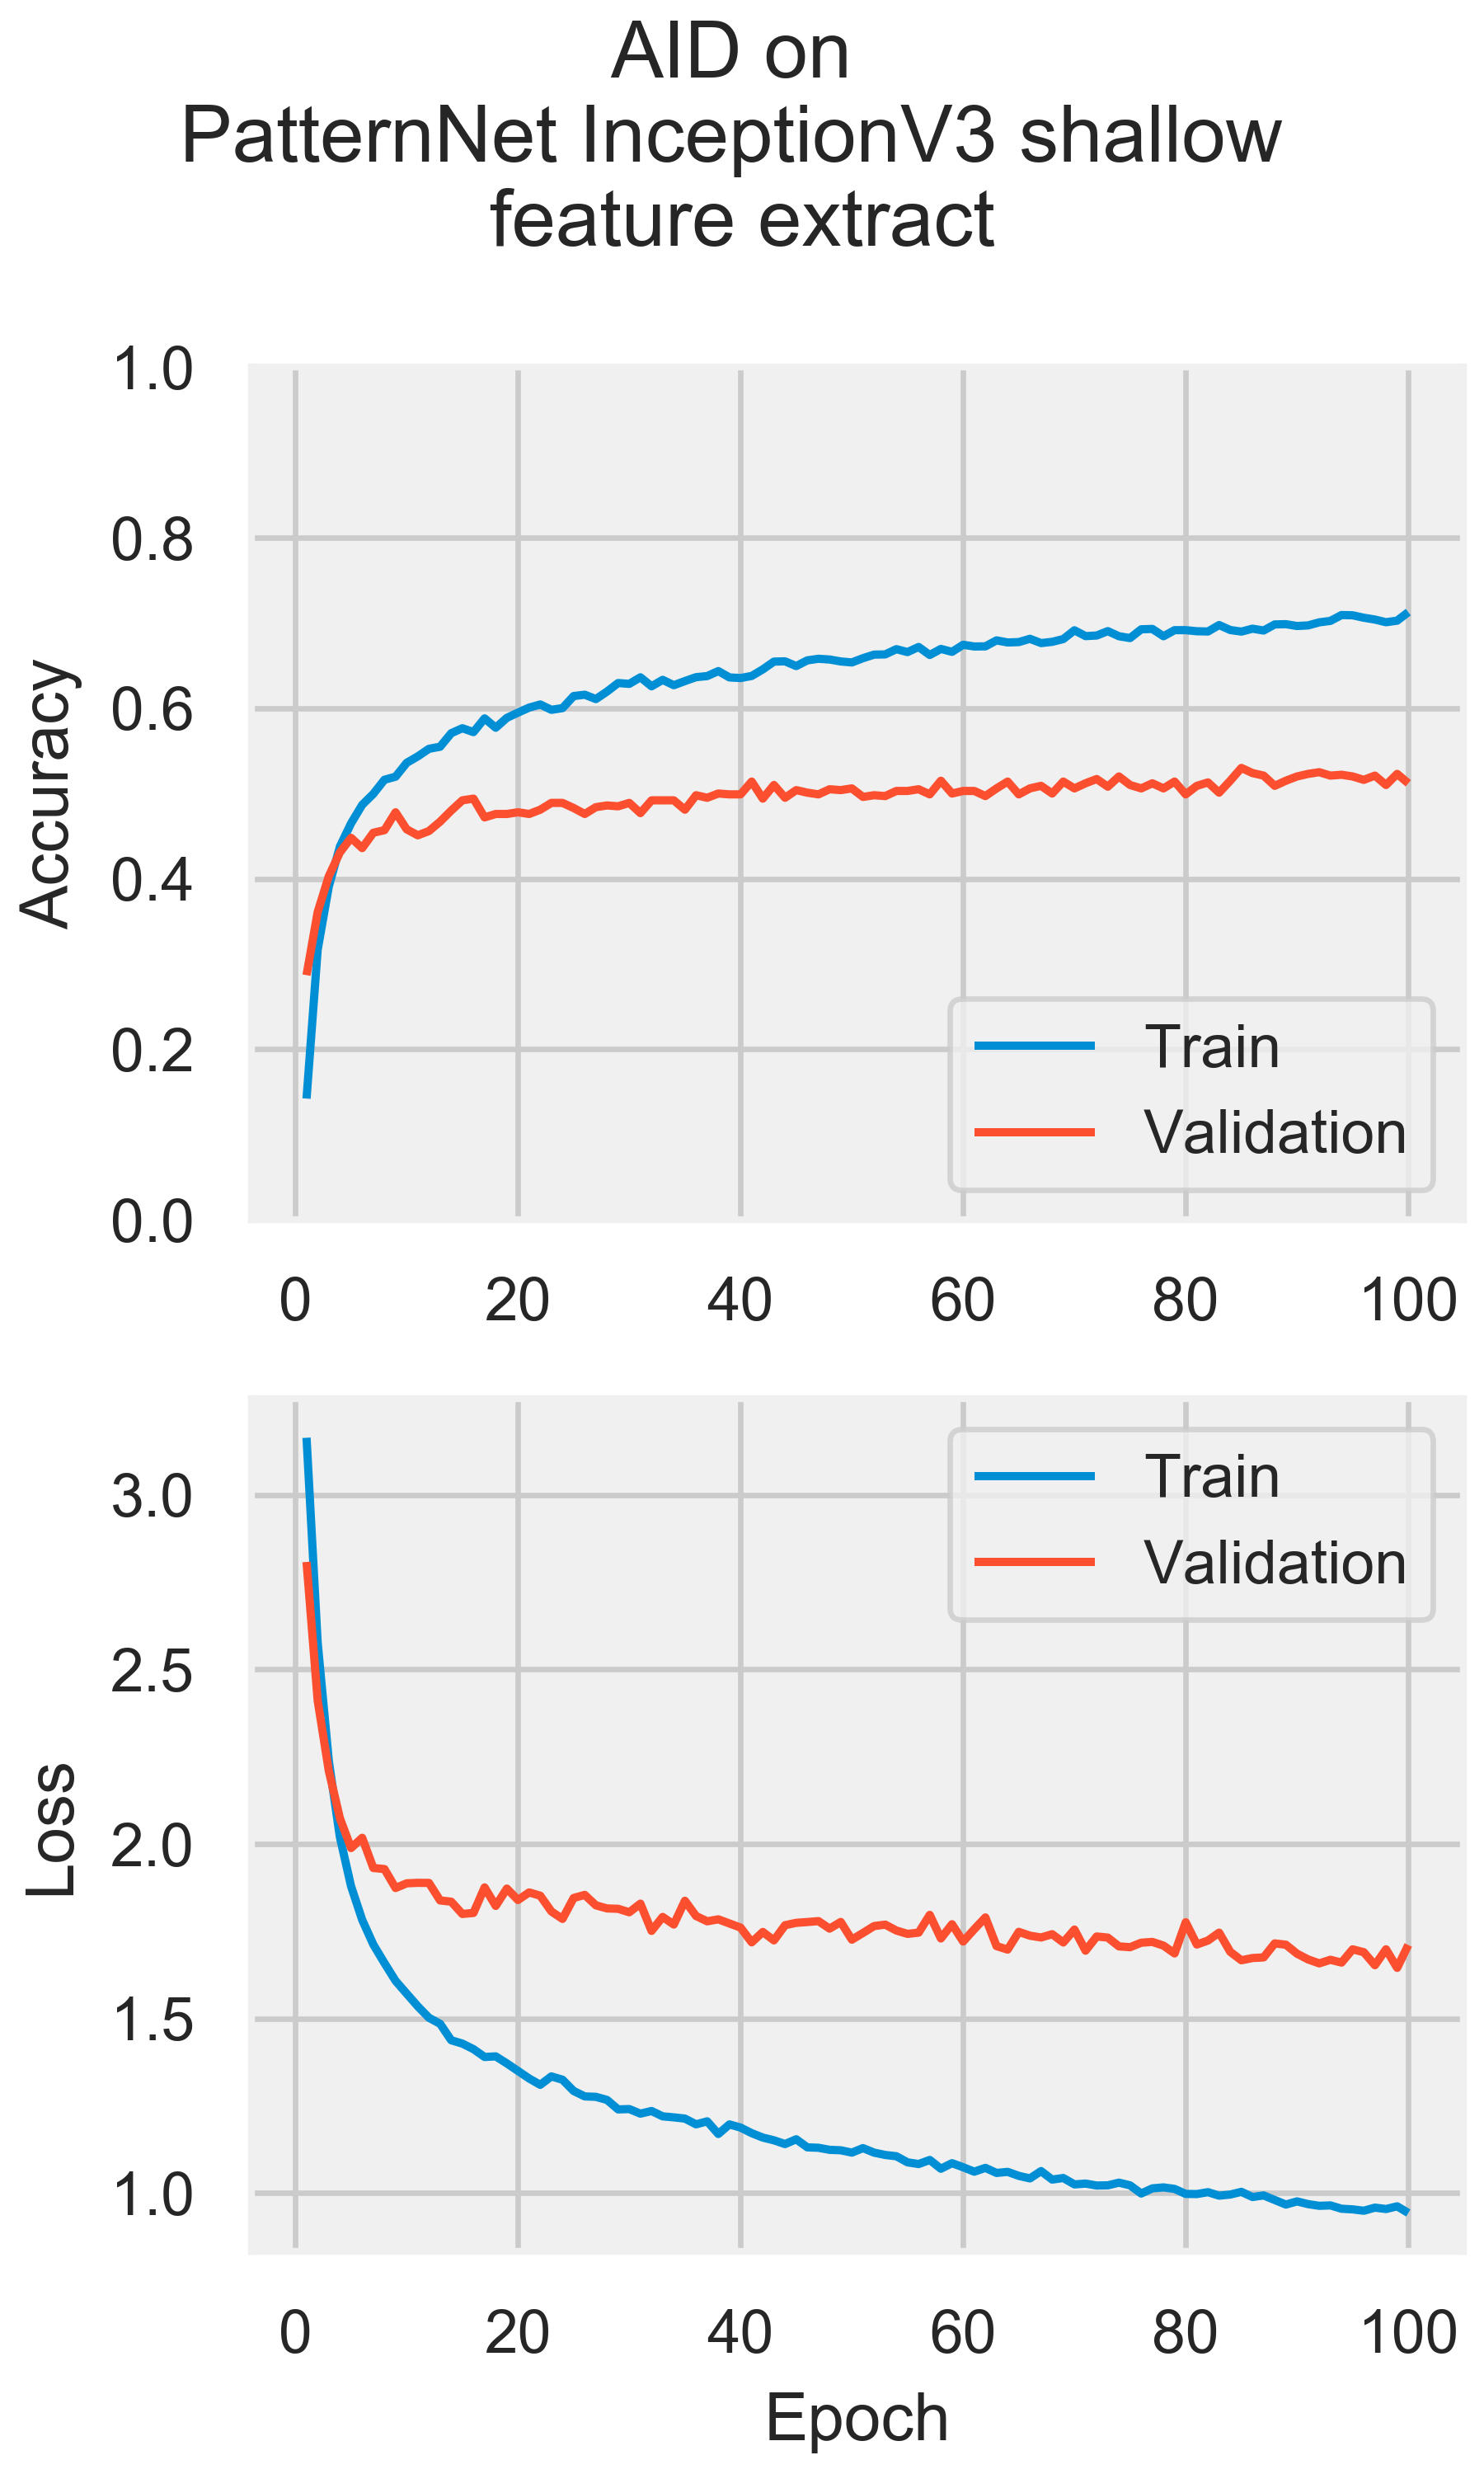 AID on
PatternNet InceptionV3 shallow
feature extract
1.0
0.8
0.6
0.4
0.2
0.0
Accuracy
Train
Validation
0 20 40 60 80 100
3.0
2.5
2.0
1.5
1.0
Loss
Train
Validation
0 20 40 60 80 100
Epoch